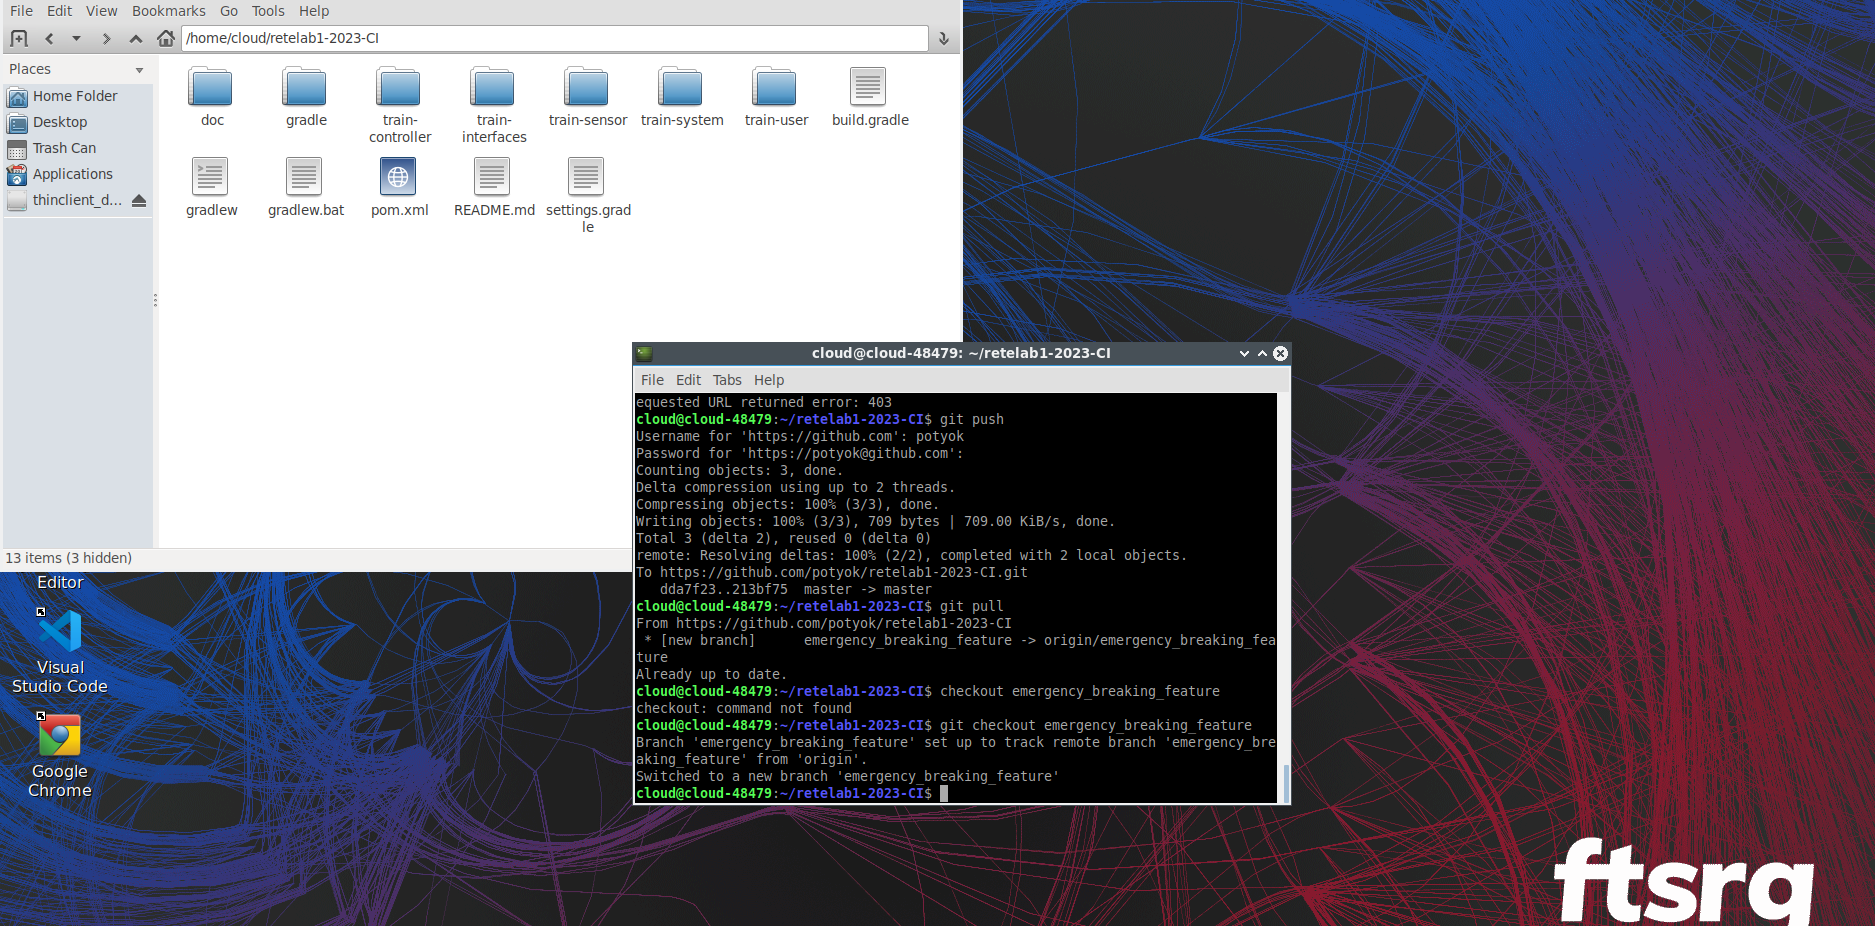 File Edit View Bookmarks Go Tools Help
/home/cloud/retelab1-2023-CI
Places
Home Folder
Desktop
Trash Can
Applications
thinclient_d...
doc
gradle
train-
controller
train-
interfaces
train-sensor
train-system
train-user
build.gradle
gradlew
gradlew.bat
pom.xml
README.md
settings.grad
le
13 items (3 hidden)
Editor
Visual
Studio Code
Google
Chrome
cloud@cloud-48479: ~/retelab1-2023-CI
File Edit Tabs Help
equested URL returned error: 403
cloud@cloud-48479:~/retelab1-2023-CI$ git push
Username for 'https://github.com': potyok
Password for 'https://potyok@github.com':
Counting objects: 3, done.
Delta compression using up to 2 threads.
Compressing objects: 100% (3/3), done.
Writing objects: 100% (3/3), 709 bytes | 709.00 KiB/s, done.
Total 3 (delta 2), reused 0 (delta 0)
remote: Resolving deltas: 100% (2/2), completed with 2 local objects.
To https://github.com/potyok/retelab1-2023-CI.git
   dda7f23..213bf75  master -> master
cloud@cloud-48479:~/retelab1-2023-CI$ git pull
From https://github.com/potyok/retelab1-2023-CI
 * [new branch]      emergency_breaking_feature -> origin/emergency_breaking_fea
ture
Already up to date.
cloud@cloud-48479:~/retelab1-2023-CI$ checkout emergency_breaking_feature
checkout: command not found
cloud@cloud-48479:~/retelab1-2023-CI$ git checkout emergency_breaking_feature
Branch 'emergency_breaking_feature' set up to track remote branch 'emergency_bre
aking_feature' from 'origin'.
Switched to a new branch 'emergency_breaking_feature'
cloud@cloud-48479:~/retelab1-2023-CI$
ftsrg